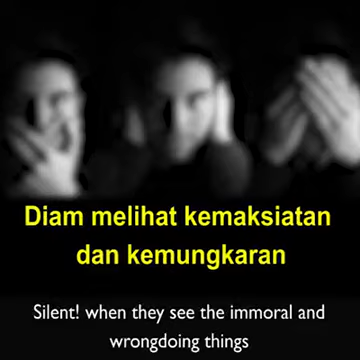 Diam melihat kemaksiatan
dan kemungkaran
Silent! when they see the immoral and
wrongdoing things